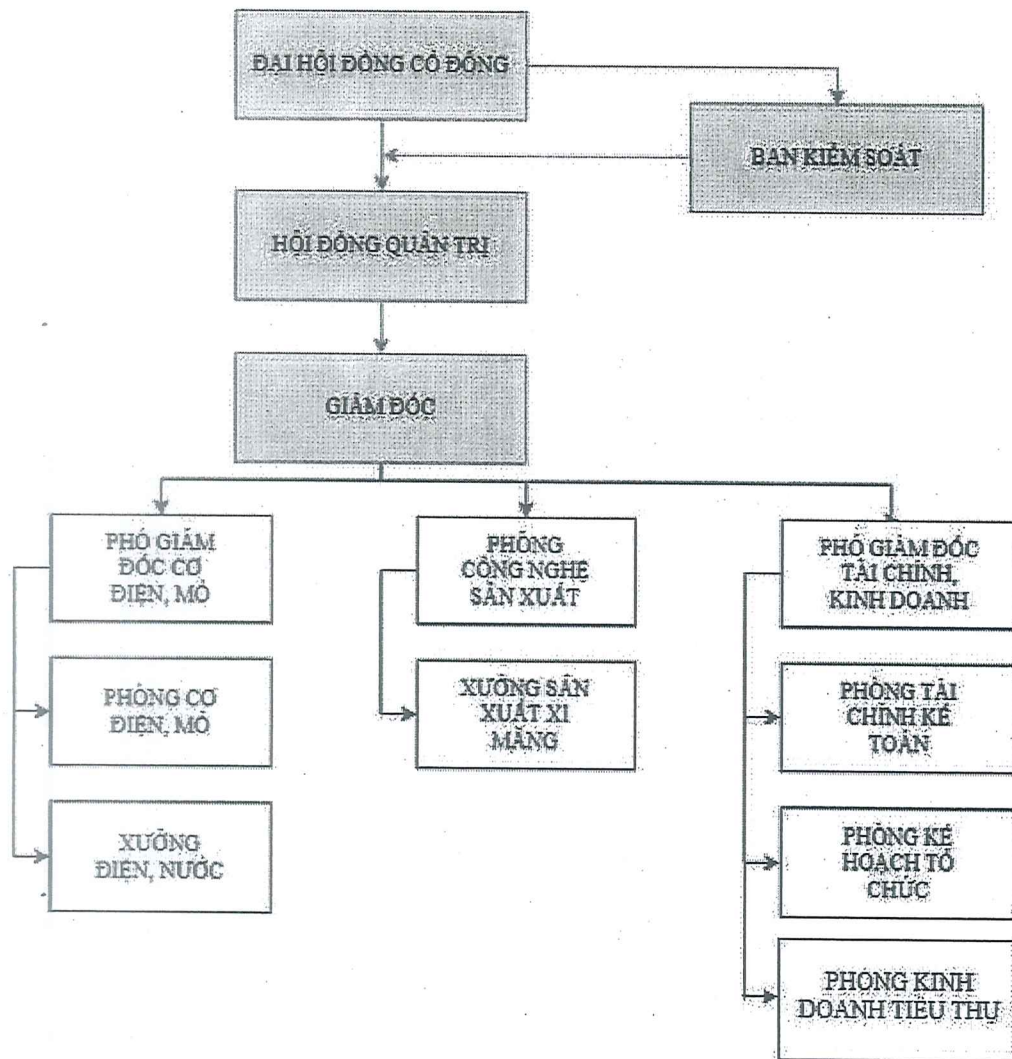 ĐẠI HỘI ĐỒNG CỔ ĐÔNG
BAN KIỂM SOÁT
HỘI ĐỒNG QUẢN TRỊ
GIÁM ĐỐC
PHÓ GIÁM
ĐỐC CƠ
ĐIỆN, MỎ
PHÒNG CƠ
ĐIỆN, MỎ
XƯỞNG
ĐIỆN, NƯỚC
PHÒNG
CÔNG NGHỆ
SẢN XUẤT
XƯỞNG SẢN
XUẤT XI
MĂNG
PHÓ GIÁM ĐỐC
TÀI CHÍNH,
KINH DOANH
PHÒNG TÀI
CHÍNH KẾ
TOÁN
PHÒNG KẾ
HOẠCH TỔ
CHỨC
PHÒNG KINH
DOANH TIÊU THỤ